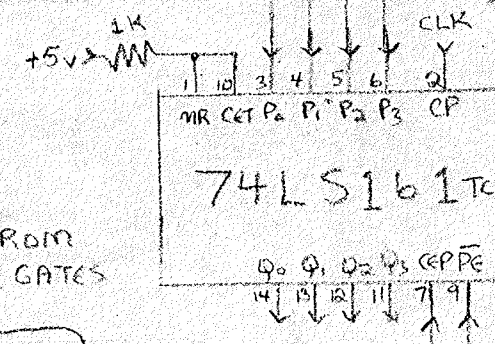 1K
+5V
CLK
1 10 3 4 5 6 2
MR CET P0 P1 P2 P3 CP
74LS161 TC
ROM
GATES
Q0 Q1 Q2 Q3 CEP PE
14 13 12 11 7 9